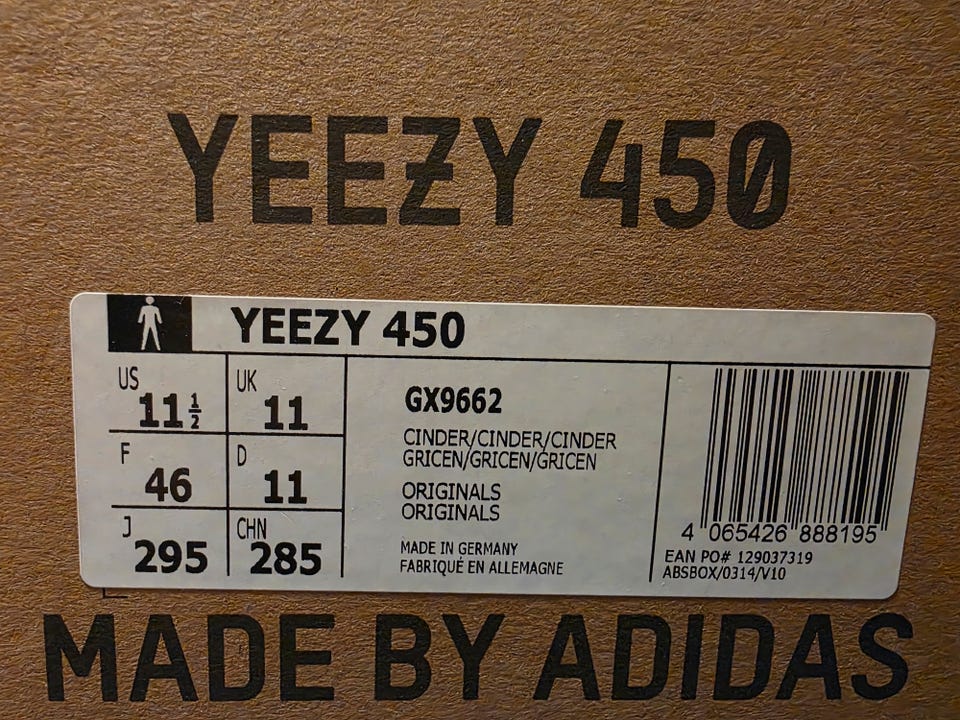 YEEZY 450
YEEZY 450
US 11½ UK 11
F 46 D 11
J 295 CHN 285
GX9662
CINDER/CINDER/CINDER
GRICEN/GRICEN/GRICEN
ORIGINALS
ORIGINALS
MADE IN GERMANY
FABRIQUÉ EN ALLEMAGNE
4 065426 888195
EAN PO# 129037319
ABSBOX/0314/V10
MADE BY ADIDAS